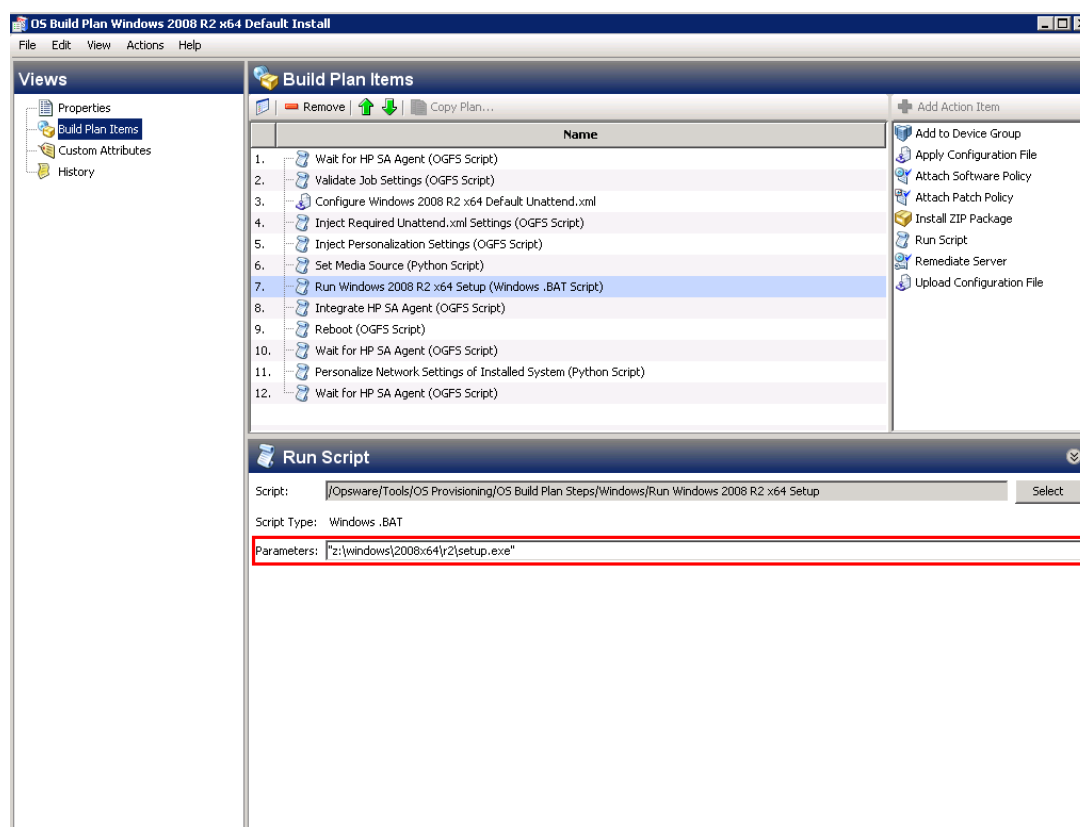 OS Build Plan Windows 2008 R2 x64 Default Install
File Edit View Actions Help
Views
Properties
Build Plan Items
Custom Attributes
History
Build Plan Items
Remove Copy Plan...
Name
1. Wait for HP SA Agent (OGFS Script)
2. Validate Job Settings (OGFS Script)
3. Configure Windows 2008 R2 x64 Default Unattend.xml
4. Inject Required Unattend.xml Settings (OGFS Script)
5. Inject Personalization Settings (OGFS Script)
6. Set Media Source (Python Script)
7. Run Windows 2008 R2 x64 Setup (Windows .BAT Script)
8. Integrate HP SA Agent (OGFS Script)
9. Reboot (OGFS Script)
10. Wait for HP SA Agent (OGFS Script)
11. Personalize Network Settings of Installed System (Python Script)
12. Wait for HP SA Agent (OGFS Script)
Add Action Item
Add to Device Group
Apply Configuration File
Attach Software Policy
Attach Patch Policy
Install ZIP Package
Run Script
Remediate Server
Upload Configuration File
Run Script
Script: /Opsware/Tools/OS Provisioning/OS Build Plan Steps/Windows/Run Windows 2008 R2 x64 Setup Select
Script Type: Windows .BAT
Parameters: "z:\windows\2008x64\r2\setup.exe"